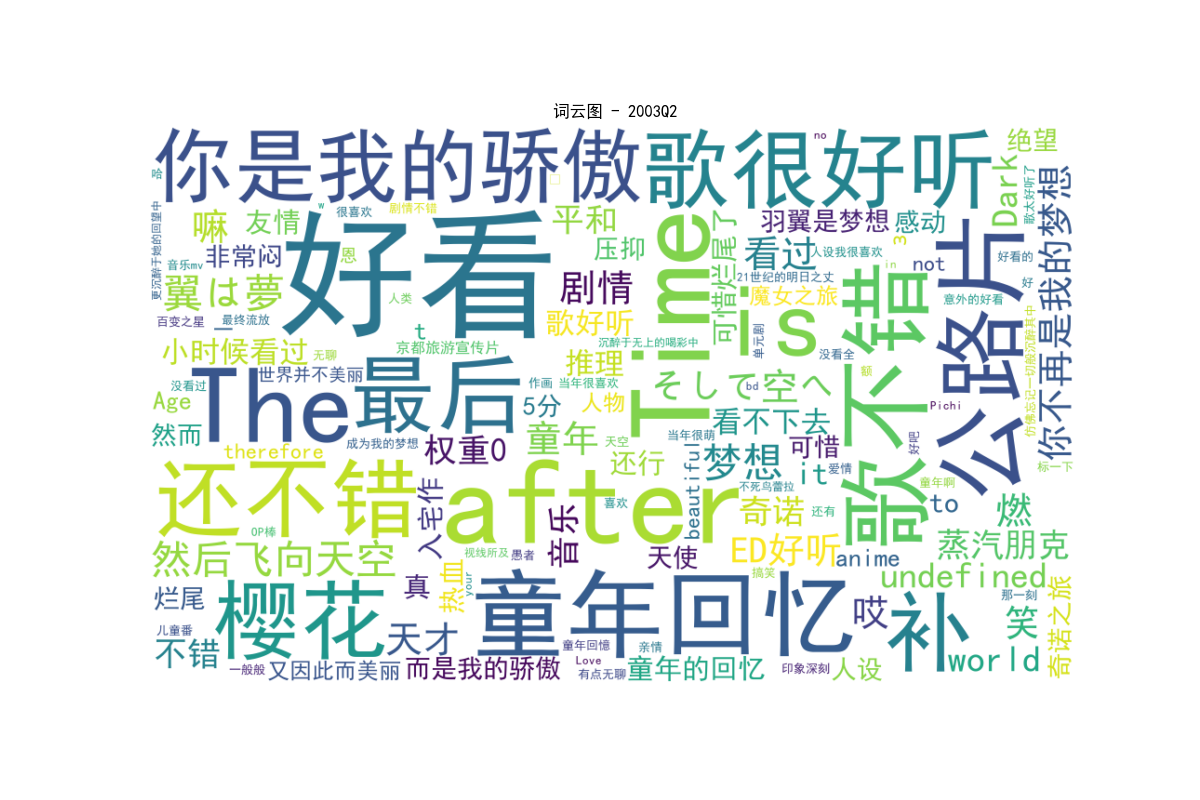 词云图 - 2003Q2
你是我的骄傲
歌很好听
no
绝望
哈
嘛
友情
w
很喜欢
剧情不错
平和
羽翼是梦想
感动
Dark
歌太好听了
你不再是我的梦想
更沉醉于她的回望中
非常闷
恩
好看
压抑
Time
可惜烂尾了
看过
人设我很喜欢
3
not
in
片
好看的
音乐mv
翼は夢
人类
剧情
21世纪的明日之丈
魔女之旅
意外的好看
好
百变之星
一
最终流放
t
歌好听
is
歌不错
公路片
小时候看过
无聊
京都旅游宣传片
沉醉于无上的喝彩中
单元剧
没看全
世界并不美丽
推理
没看过
The
最后
作画
当年很喜欢
そして
空へ
bd
额
Age
5分
人物
Pichi
仿佛忘记一切般沉醉其中
然而
成为我的梦想
权重0
童年
天空
看不下去
当年很萌
可惜
好吧
therefore
还行
梦想
it
爱情
标一下
还不错
after
beautiful
不死鸟蕾拉
童年啊
入宅作
喜欢
奇诺
还有
to
燃
OP棒
音乐
然后飞向天空
视线所及
愚者
天使
ED好听
anime
蒸汽朋克
搞笑
undefined
烂尾
樱花
真
热血
your
童年回忆
哎
补
那一刻
笑
奇诺之旅
儿童番
不错
天才
童年回憶
亲情
world
一般般
又因此而美丽
而是我的骄傲
Love
有点无聊
童年的回忆
印象深刻
人设